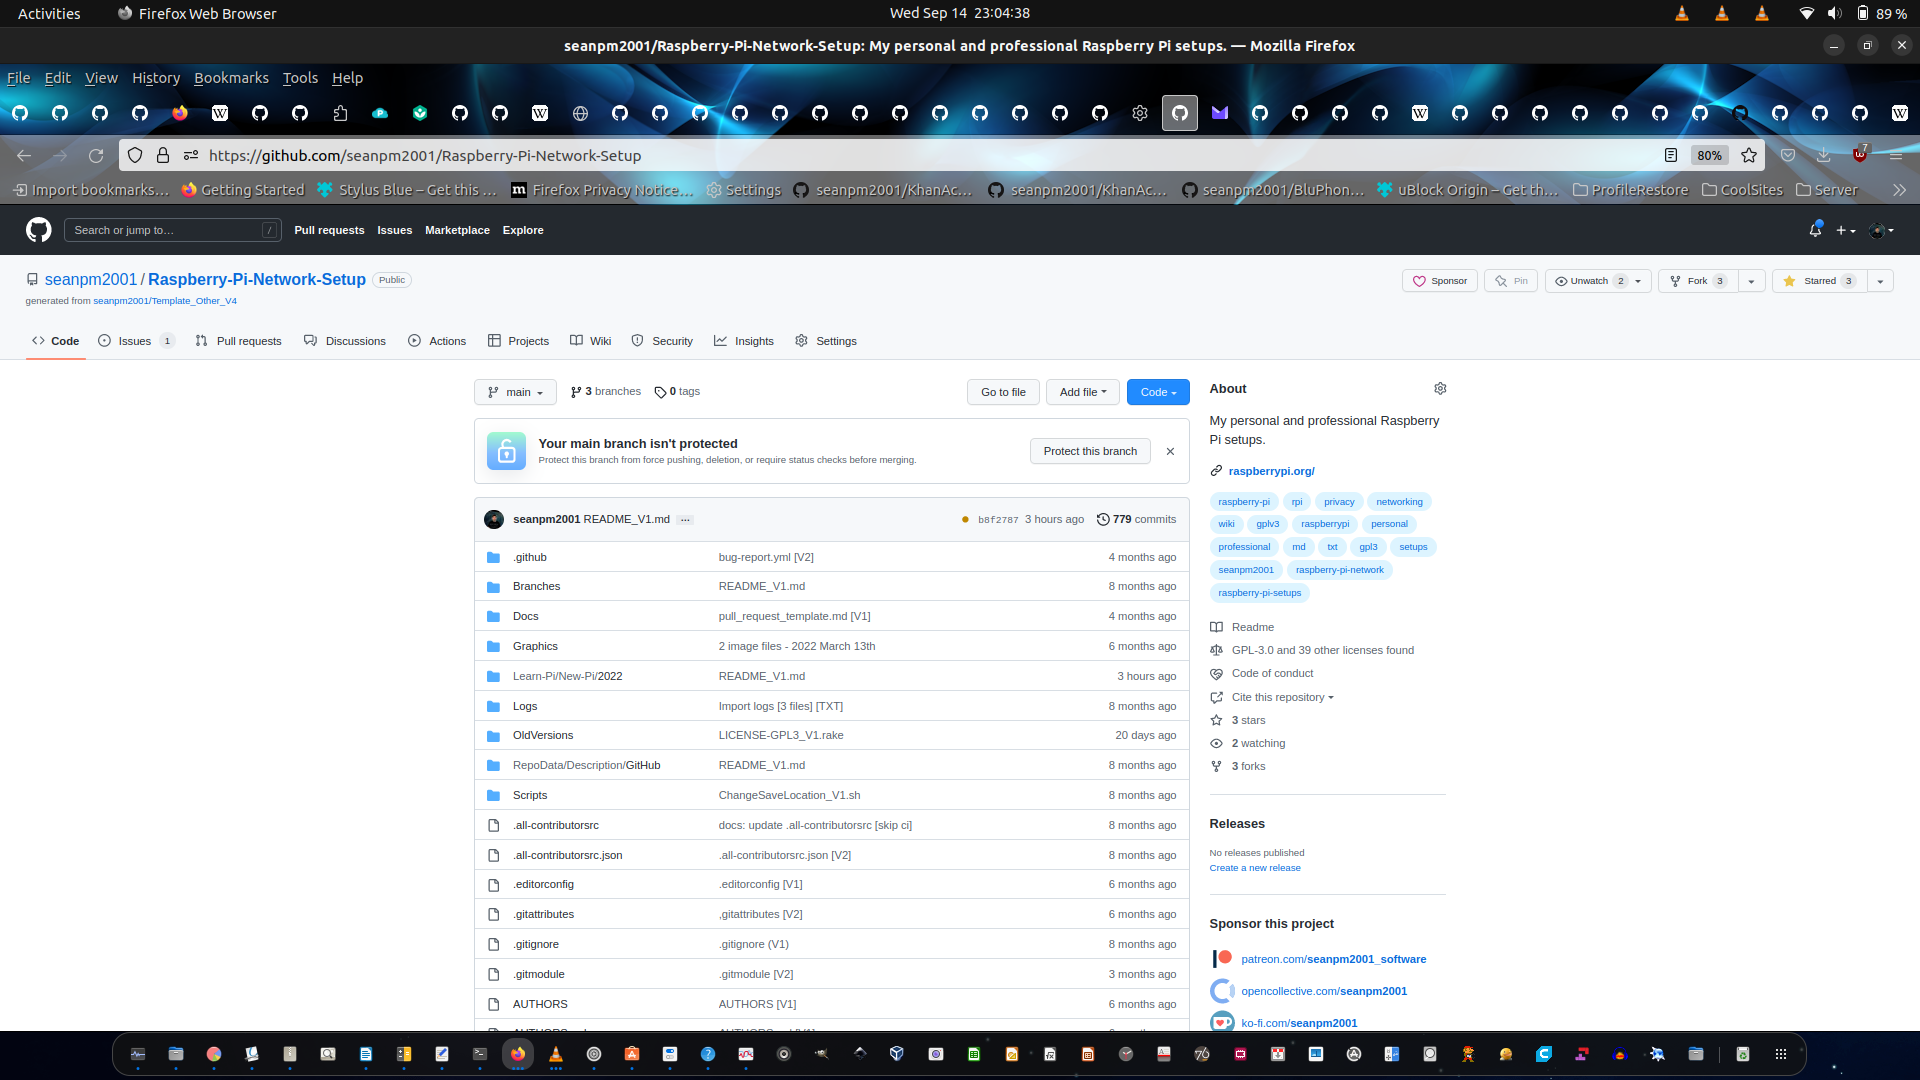 Activities Firefox Web Browser Wed Sep 14 23:04:38 89 %
seanpm2001/Raspberry-Pi-Network-Setup: My personal and professional Raspberry Pi setups. — Mozilla Firefox
File Edit View History Bookmarks Tools Help
https://github.com/seanpm2001/Raspberry-Pi-Network-Setup 80% 7
Import bookmarks… Getting Started Stylus Blue – Get this … Firefox Privacy Notice… Settings seanpm2001/KhanAc… seanpm2001/KhanAc… seanpm2001/BluPhon… uBlock Origin – Get th… ProfileRestore CoolSites Server
Search or jump to… / Pull requests Issues Marketplace Explore
seanpm2001 / Raspberry-Pi-Network-Setup Public
Sponsor Pin Unwatch 2 Fork 3 Starred 3
generated from seanpm2001/Template_Other_V4
Code Issues 1 Pull requests Discussions Actions Projects Wiki Security Insights Settings
main 3 branches 0 tags Go to file Add file Code
Your main branch isn't protected
Protect this branch from force pushing, deletion, or require status checks before merging.
Protect this branch
seanpm2001 README_V1.md ... b8f2787 3 hours ago 779 commits
.github bug-report.yml [V2] 4 months ago
Branches README_V1.md 8 months ago
Docs pull_request_template.md [V1] 4 months ago
Graphics 2 image files - 2022 March 13th 6 months ago
Learn-Pi/New-Pi/2022 README_V1.md 3 hours ago
Logs Import logs [3 files] [TXT] 8 months ago
OldVersions LICENSE-GPL3_V1.rake 20 days ago
RepoData/Description/GitHub README_V1.md 8 months ago
Scripts ChangeSaveLocation_V1.sh 8 months ago
.all-contributorsrc docs: update .all-contributorsrc [skip ci] 8 months ago
.all-contributorsrc.json .all-contributorsrc.json [V2] 8 months ago
.editorconfig .editorconfig [V1] 6 months ago
.gitattributes ,gitattributes [V2] 6 months ago
.gitignore .gitignore (V1) 8 months ago
.gitmodule .gitmodule [V2] 3 months ago
AUTHORS AUTHORS [V1] 6 months ago
About
My personal and professional Raspberry
Pi setups.
raspberrypi.org/
raspberry-pi rpi privacy networking
wiki gplv3 raspberrypi personal
professional md txt gpl3 setups
seanpm2001 raspberry-pi-network
raspberry-pi-setups
Readme
GPL-3.0 and 39 other licenses found
Code of conduct
Cite this repository
3 stars
2 watching
3 forks
Releases
No releases published
Create a new release
Sponsor this project
patreon.com/seanpm2001_software
opencollective.com/seanpm2001
ko-fi.com/seanpm2001